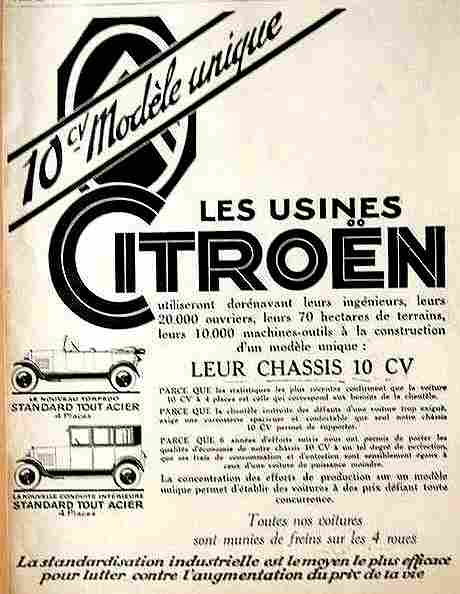 10 CV Modèle unique
LES USINES
CITROËN
utiliseront dorénavant leurs ingénieurs, leurs
20.000 ouvriers, leurs 70 hectares de terrains,
leurs 10.000 machines-outils à la construction
d'un modèle unique :
LEUR CHASSIS 10 CV
PARCE QUE les statistiques les plus récentes confirment que la voiture
10 CV à 4 places est celle qui correspond aux besoins de la clientèle.
PARCE QUE la clientèle instruite des défauts d'une voiture trop exiguë,
exige une carrosserie spacieuse et confortable que seul notre châssis
10 CV permet de supporter.
PARCE QUE 6 années d'efforts suivis nous ont permis de porter les
qualités d'économie de notre châssis 10 CV à un tel degré de perfection,
que ses frais de consommation et d'entretien sont sensiblement égaux à
ceux d'une voiture de puissance moindre.
La concentration des efforts de production sur un modèle
unique permet d'établir des voitures à des prix défiant toute
concurrence.
LE NOUVEAU TORPEDO
STANDARD TOUT ACIER
4 Places
LA NOUVELLE CONDUITE INTÉRIEURE
STANDARD TOUT ACIER
4 Places
Toutes nos voitures
sont munies de freins sur les 4 roues
La standardisation industrielle est le moyen le plus efficace
pour lutter contre l'augmentation du prix de la vie